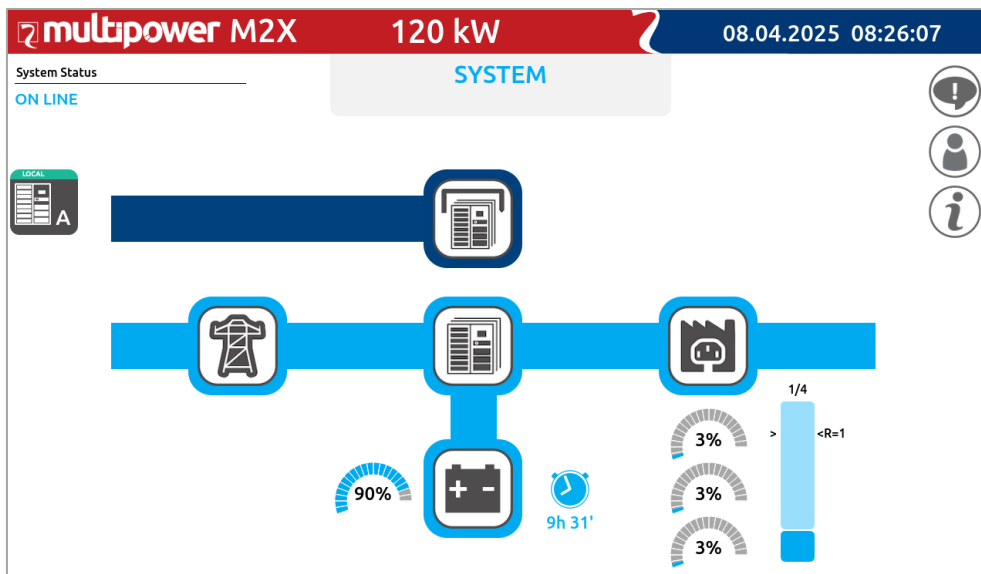 multipower M2X 120 kW 08.04.2025 08:26:07
System Status
SYSTEM
ON LINE
LOCAL
A
1/4
3%
> <R=1
90%
3%
9h 31'
3%